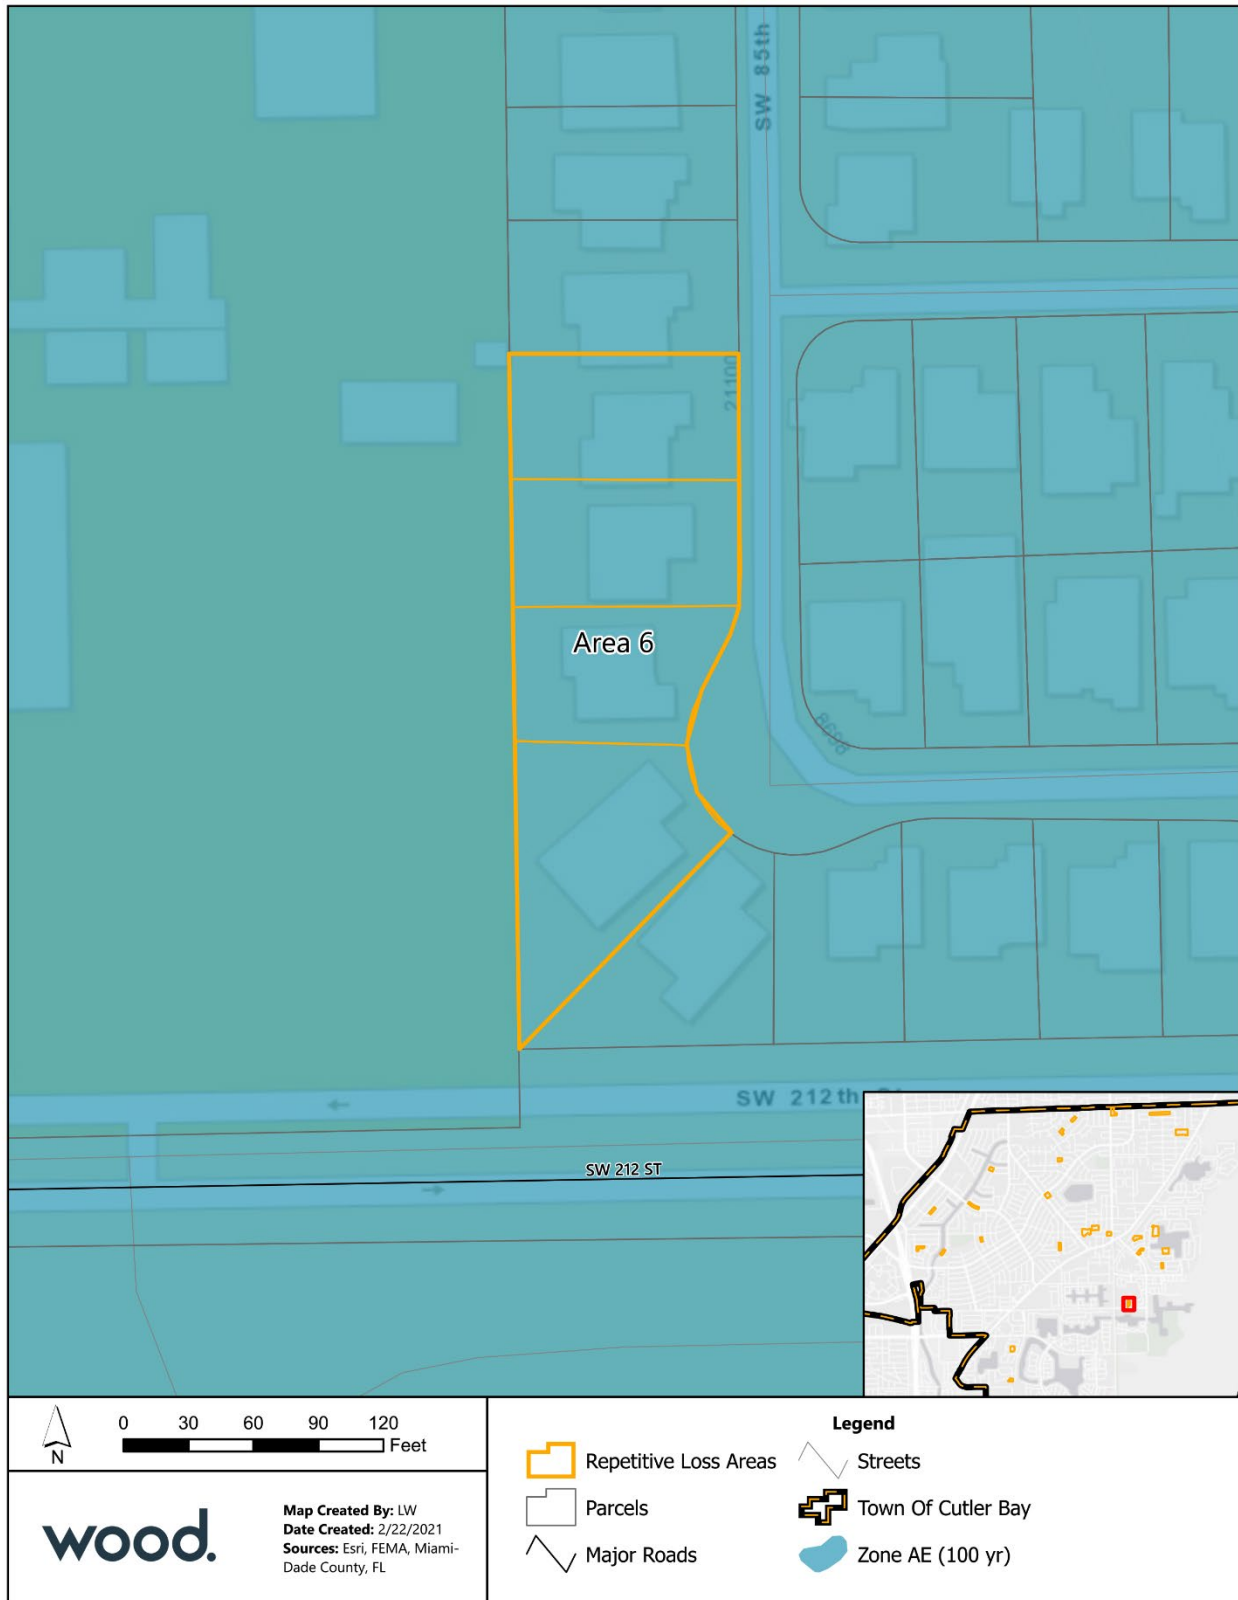 SW 85th
21100
Area 6
8698
SW 212th
SW 212 ST
N
0 30 60 90 120
Feet
wood.
Map Created By: LW
Date Created: 2/22/2021
Sources: Esri, FEMA, Miami-
Dade County, FL
Legend
Repetitive Loss Areas
Parcels
Major Roads
Streets
Town Of Cutler Bay
Zone AE (100 yr)